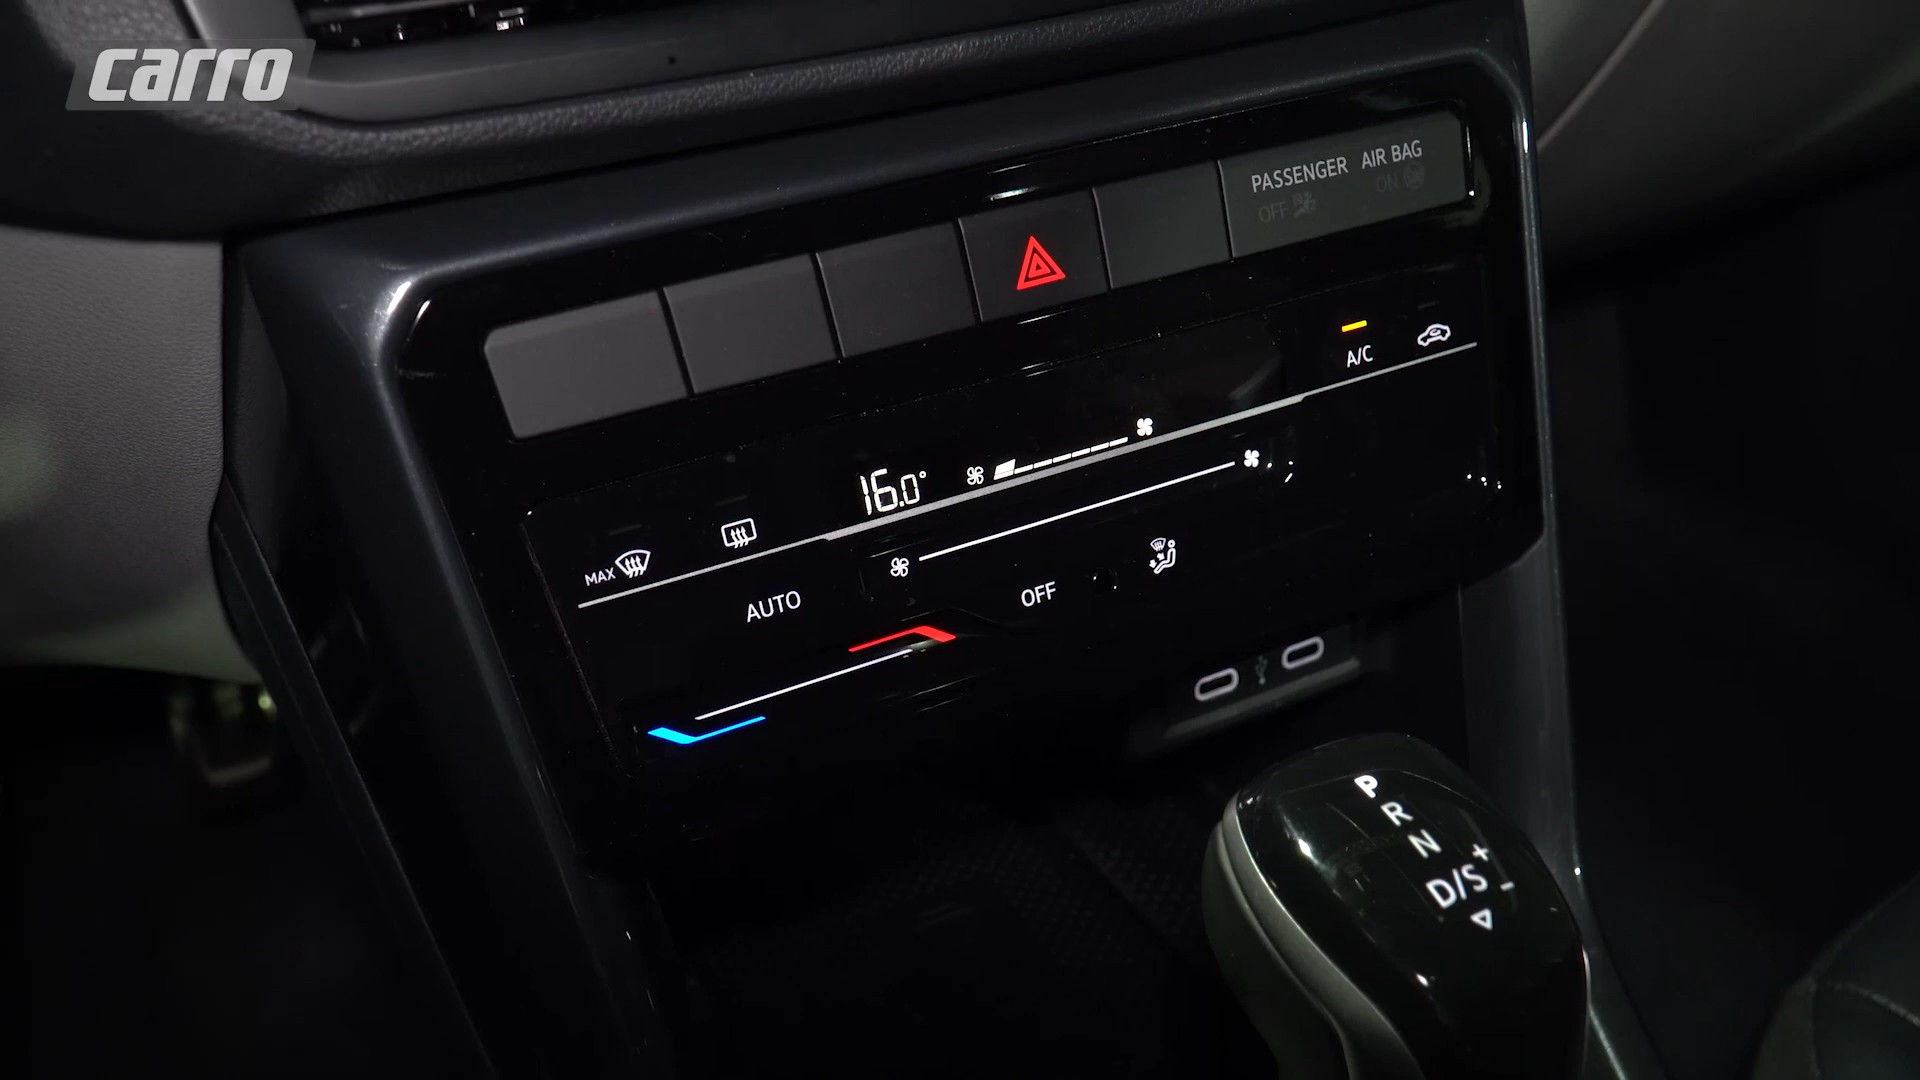 carro
PASSENGER AIR BAG
OFF ON
A/C
16.0°
MAX
AUTO
OFF
P
R
N
D/S
+
-